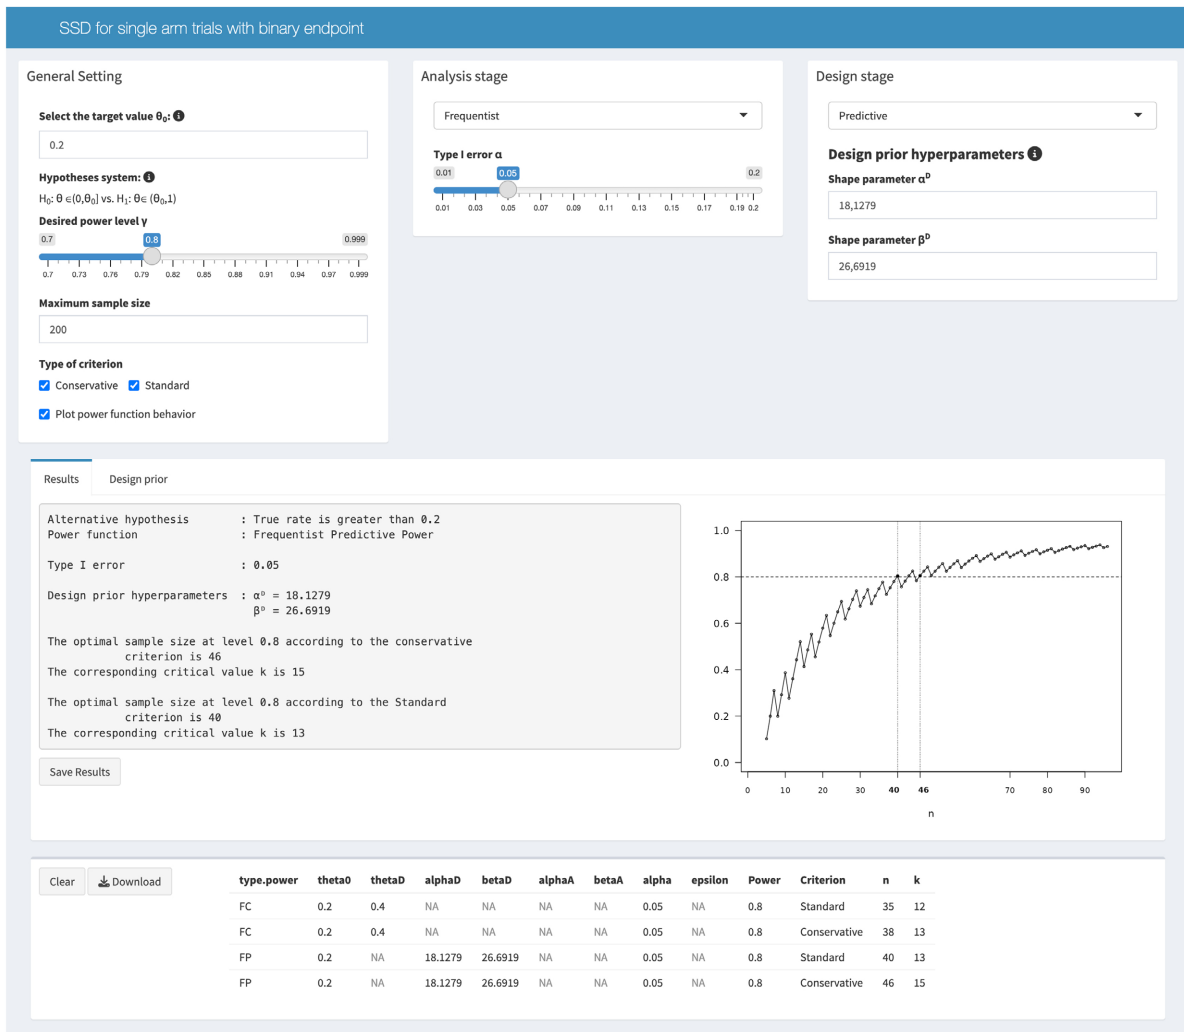 SSD for single arm trials with binary endpoint
General Setting
Select the target value θ₀:
0.2
Hypotheses system:
H₀: θ ∈(0,θ₀] vs. H₁: θ∈ (θ₀,1)
Desired power level γ
0.7 0.8 0.999
0.7 0.73 0.76 0.79 0.82 0.85 0.88 0.91 0.94 0.97 0.999
Maximum sample size
200
Type of criterion
Conservative Standard
Plot power function behavior
Analysis stage
Frequentist
Type I error α
0.01 0.05 0.2
0.01 0.03 0.05 0.07 0.09 0.11 0.13 0.15 0.17 0.19 0.2
Design stage
Predictive
Design prior hyperparameters
Shape parameter αᴰ
18,1279
Shape parameter βᴰ
26,6919
Results Design prior
Alternative hypothesis : True rate is greater than 0.2
Power function : Frequentist Predictive Power
Type I error : 0.05
Design prior hyperparameters : αᴰ = 18.1279
βᴰ = 26.6919
The optimal sample size at level 0.8 according to the conservative
criterion is 46
The corresponding critical value k is 15
The optimal sample size at level 0.8 according to the Standard
criterion is 40
The corresponding critical value k is 13
Save Results
1.0
0.8
0.6
0.4
0.2
0.0
0 10 20 30 40 46 70 80 90
n
Clear Download
type.power theta0 thetaD alphaD betaD alphaA betaA alpha epsilon Power Criterion n k
FC 0.2 0.4 NA NA NA NA 0.05 NA 0.8 Standard 35 12
FC 0.2 0.4 NA NA NA NA 0.05 NA 0.8 Conservative 38 13
FP 0.2 NA 18.1279 26.6919 NA NA 0.05 NA 0.8 Standard 40 13
FP 0.2 NA 18.1279 26.6919 NA NA 0.05 NA 0.8 Conservative 46 15